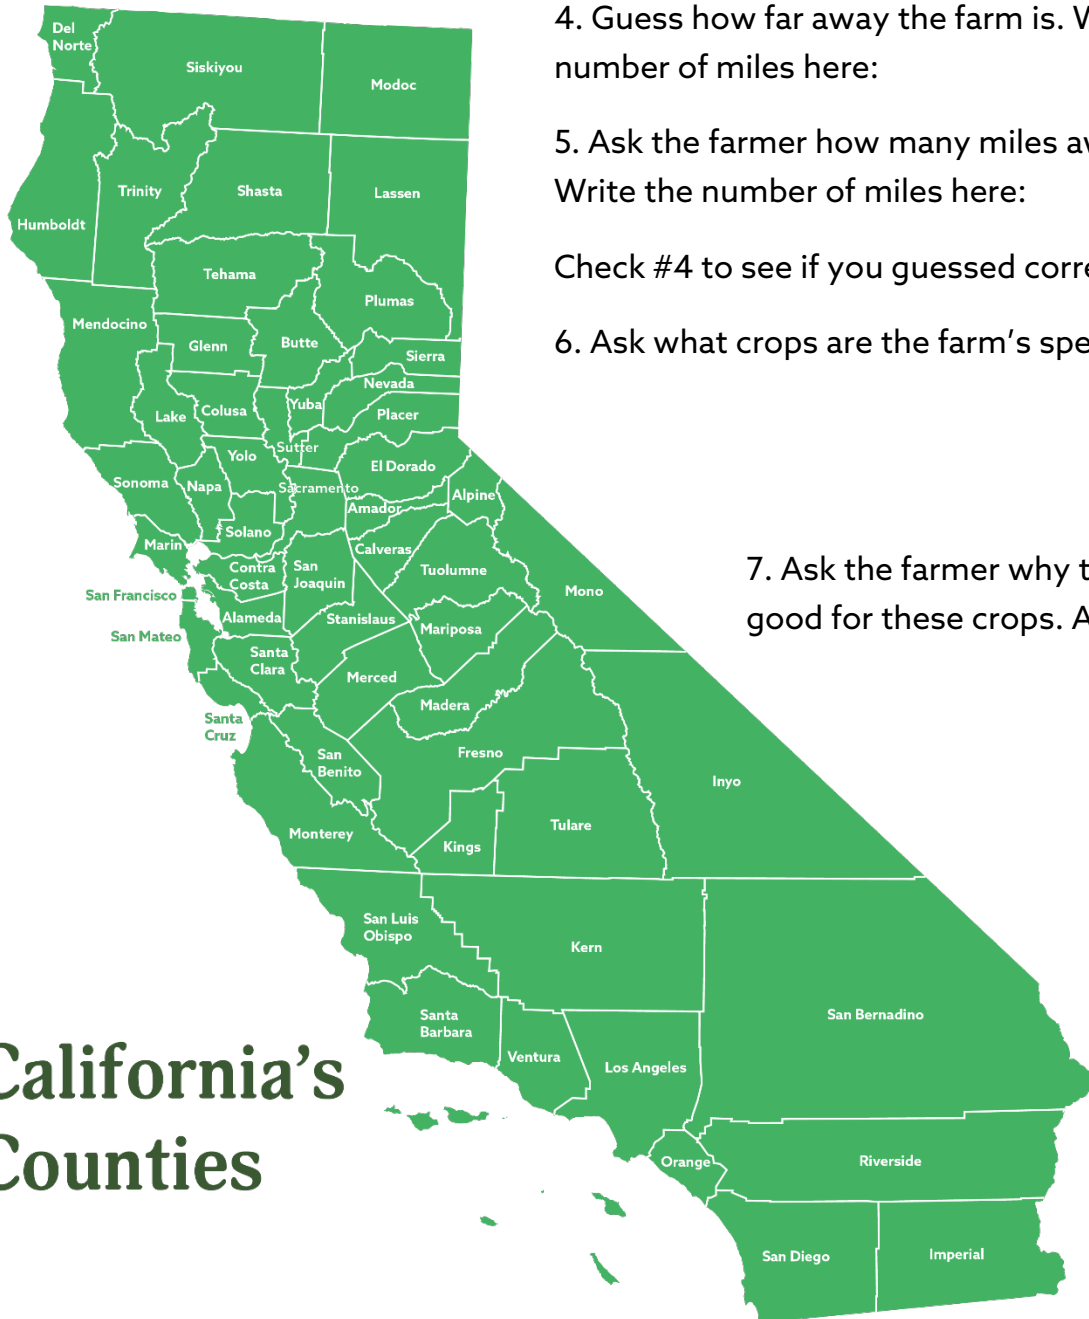 4. Guess how far away the farm is. W
number of miles here:
5. Ask the farmer how many miles aw
Write the number of miles here:
Check #4 to see if you guessed corre
6. Ask what crops are the farm's spe
7. Ask the farmer why t
good for these crops. A
Del
Norte
Siskiyou
Modoc
Humboldt
Trinity
Shasta
Lassen
Tehama
Plumas
Mendocino
Glenn
Butte
Sierra
Nevada
Lake
Colusa
Yuba
Placer
Sutter
Yolo
El Dorado
Sonoma
Napa
Sacramento
Alpine
Amador
Solano
Marin
Calveras
Contra
Costa
San
Joaquin
Tuolumne
Mono
San Francisco
Alameda
Stanislaus
San Mateo
Mariposa
Santa
Clara
Merced
Madera
Santa
Cruz
San
Benito
Fresno
Inyo
Monterey
Kings
Tulare
San Luis
Obispo
Kern
San Bernadino
Santa
Barbara
Ventura
Los Angeles
Orange
Riverside
San Diego
Imperial
California's
Counties